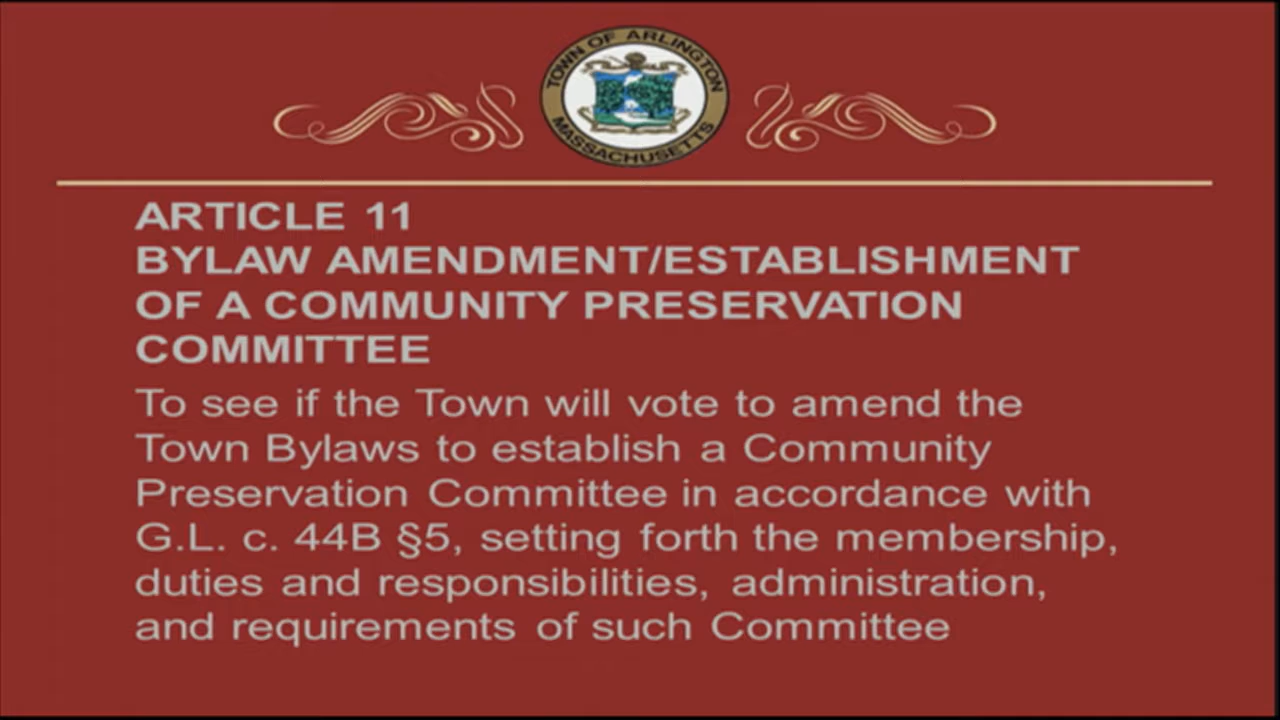 TOWN OF ARLINGTON
MASSACHUSETTS
ARTICLE 11
BYLAW AMENDMENT/ESTABLISHMENT
OF A COMMUNITY PRESERVATION
COMMITTEE
To see if the Town will vote to amend the
Town Bylaws to establish a Community
Preservation Committee in accordance with
G.L. c. 44B §5, setting forth the membership,
duties and responsibilities, administration,
and requirements of such Committee